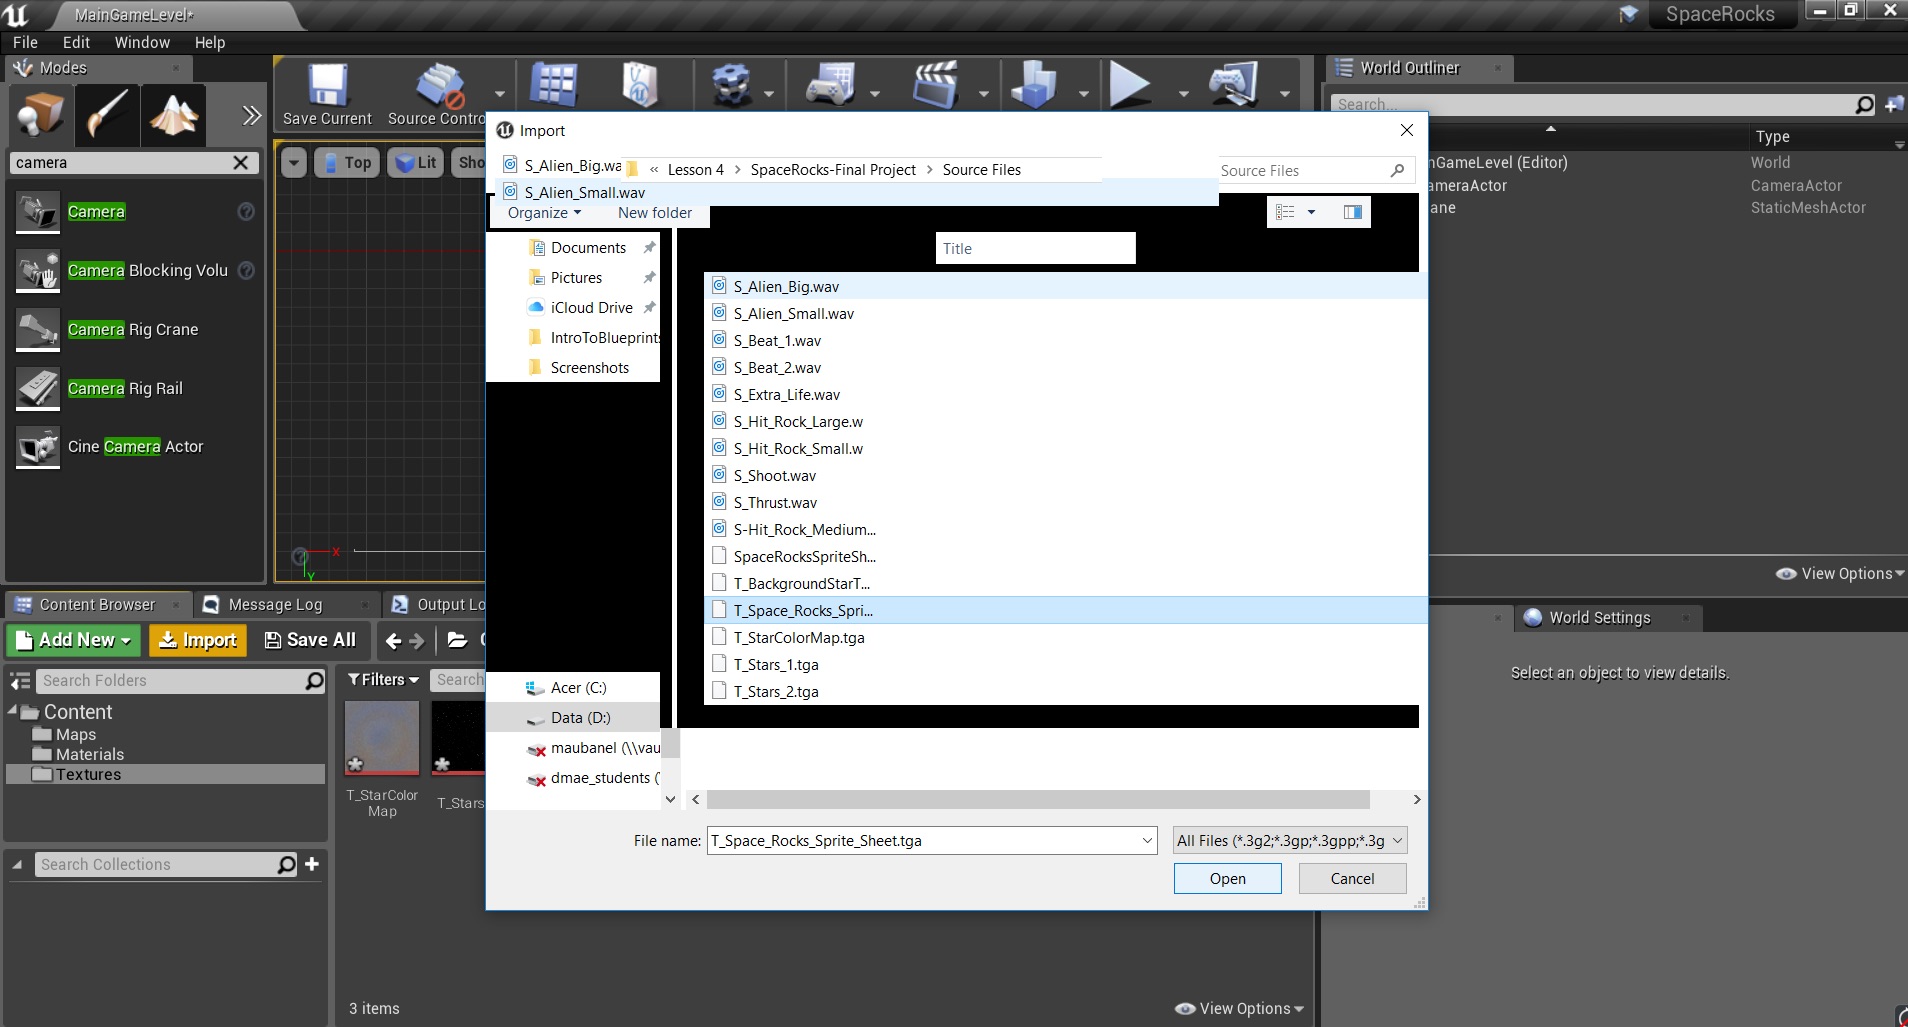 MainGameLevel*
SpaceRocks
File Edit Window Help
Modes
camera
Camera
Camera Blocking Volu
Camera Rig Crane
Camera Rig Rail
Cine Camera Actor
Save Current
Source Contro
Top
Lit
Sho
X
Y
World Outliner
Search...
Type
nGameLevel (Editor) World
ameraActor CameraActor
ane StaticMeshActor
View Options
World Settings
Select an object to view details.
Import
S_Alien_Big.wa
« Lesson 4 > SpaceRocks-Final Project > Source Files
Source Files
S_Alien_Small.wav
Organize
New folder
Documents
Pictures
iCloud Drive
IntroToBlueprints
Screenshots
Acer (C:)
Data (D:)
maubanel (\\vau
dmae_students (
Title
S_Alien_Big.wav
S_Alien_Small.wav
S_Beat_1.wav
S_Beat_2.wav
S_Extra_Life.wav
S_Hit_Rock_Large.w
S_Hit_Rock_Small.w
S_Shoot.wav
S_Thrust.wav
S-Hit_Rock_Medium...
SpaceRocksSpriteSh...
T_BackgroundStarT...
T_Space_Rocks_Spri...
T_StarColorMap.tga
T_Stars_1.tga
T_Stars_2.tga
File name: T_Space_Rocks_Sprite_Sheet.tga
All Files (*.3g2;*.3gp;*.3gpp;*.3g
Open
Cancel
Content Browser
Message Log
Output Lo
Add New
Import
Save All
Search Folders
Content
Maps
Materials
Textures
Search Collections
Filters
Search
T_StarColor
Map
T_Stars
3 items
View Options